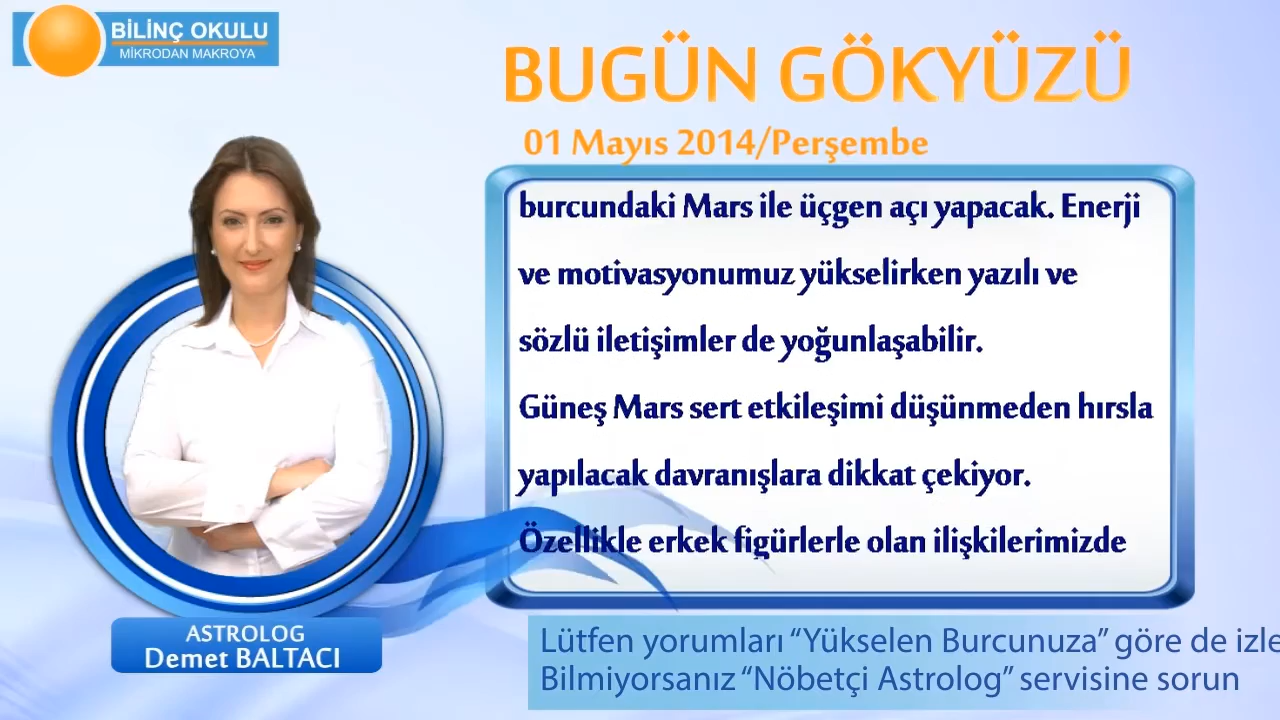 BİLİNÇ OKULU
MİKRODAN MAKROYA
BUGÜN GÖKYÜZÜ
01 Mayıs 2014/Perşembe
burcundaki Mars ile üçgen açı yapacak. Enerji
ve motivasyonumuz yükselirken yazılı ve
sözlü iletişimler de yoğunlaşabilir.
Güneş Mars sert etkileşimi düşünmeden hırsla
yapılacak davranışlara dikkat çekiyor.
Özellikle erkek figürlerle olan ilişkilerimizde
ASTROLOG
Demet BALTACI
Lütfen yorumları “Yükselen Burcunuza” göre de izle
Bilmiyorsanız “Nöbetçi Astrolog” servisine sorun